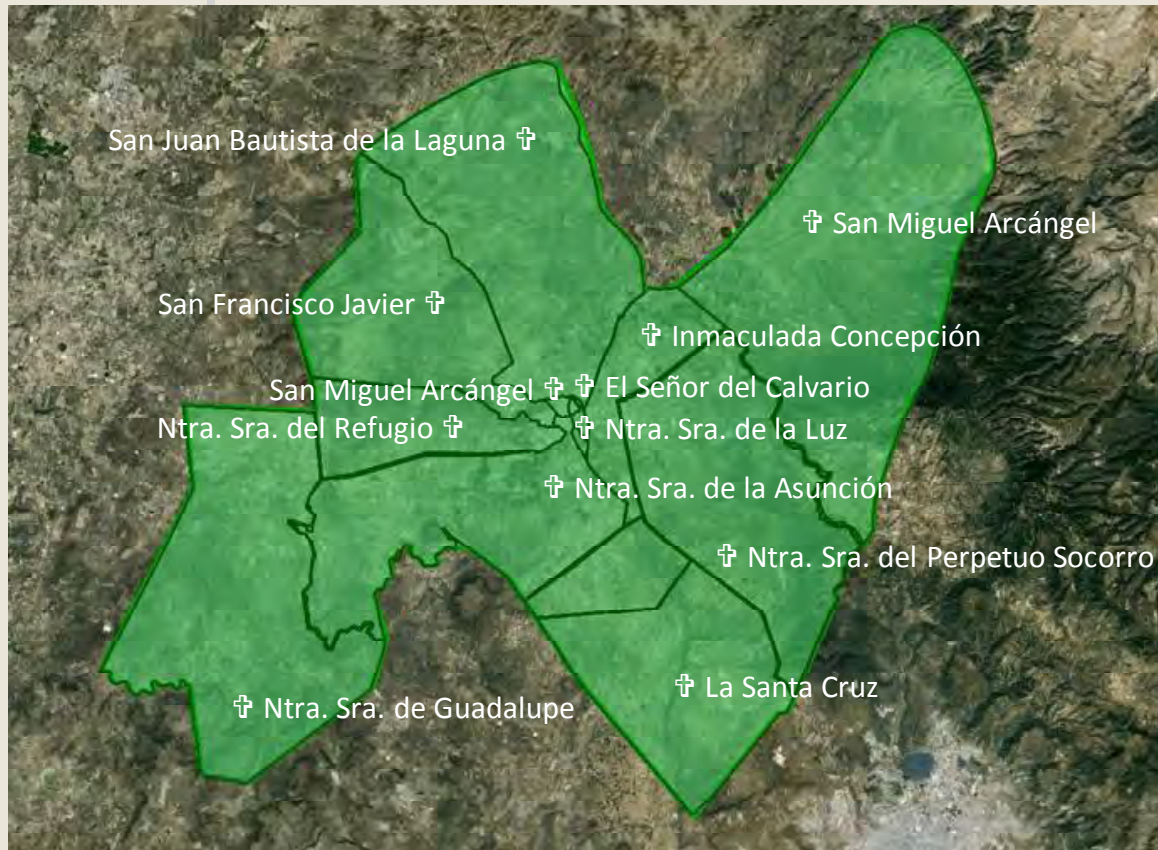 San Juan Bautista de la Laguna ✞
✞ San Miguel Arcángel
San Francisco Javier ✞
✞ Inmaculada Concepción
San Miguel Arcángel ✞
✞ El Señor del Calvario
Ntra. Sra. del Refugio ✞
✞ Ntra. Sra. de la Luz
✞ Ntra. Sra. de la Asunción
✞ Ntra. Sra. del Perpetuo Socorro
✞ La Santa Cruz
✞ Ntra. Sra. de Guadalupe